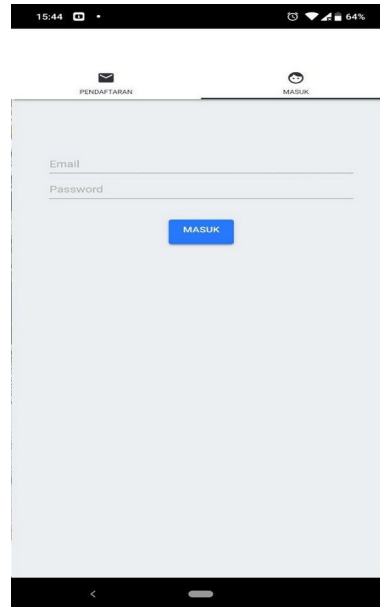 15:44 64%
PENDAFTARAN MASUK
Email
Password
MASUK